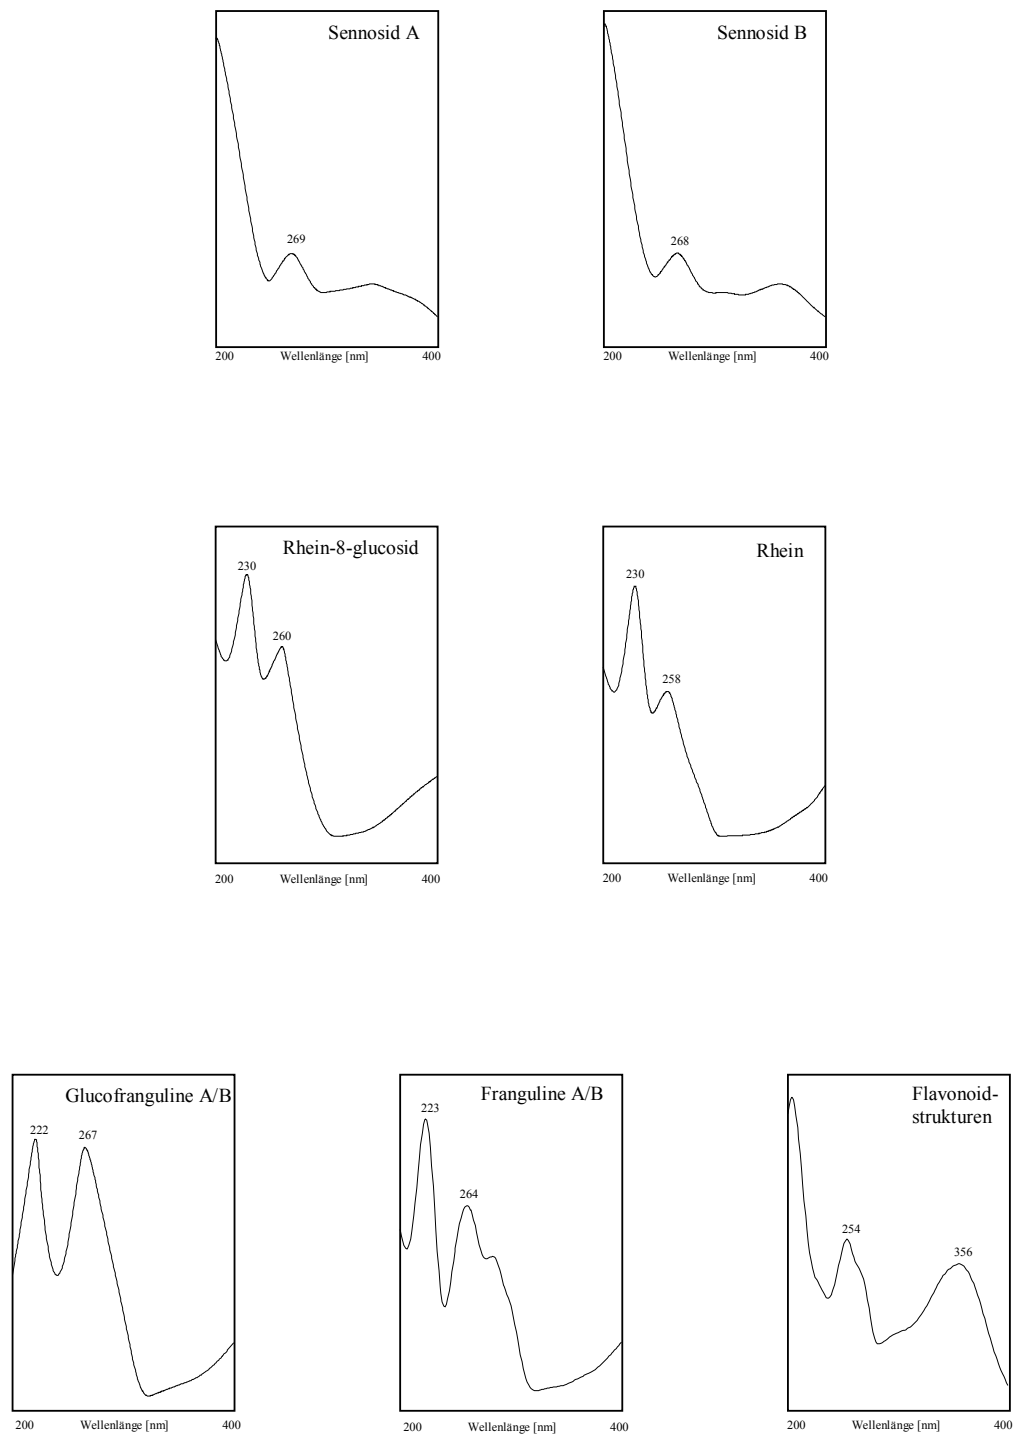 Sennosid A
269
200 Wellenlänge [nm] 400
Sennosid B
268
200 Wellenlänge [nm] 400
Rhein-8-glucosid
230
260
200 Wellenlänge [nm] 400
Rhein
230
258
200 Wellenlänge [nm] 400
Glucofranguline A/B
222
267
200 Wellenlänge [nm] 400
Franguline A/B
223
264
200 Wellenlänge [nm] 400
Flavonoid-
strukturen
254
356
200 Wellenlänge [nm] 400